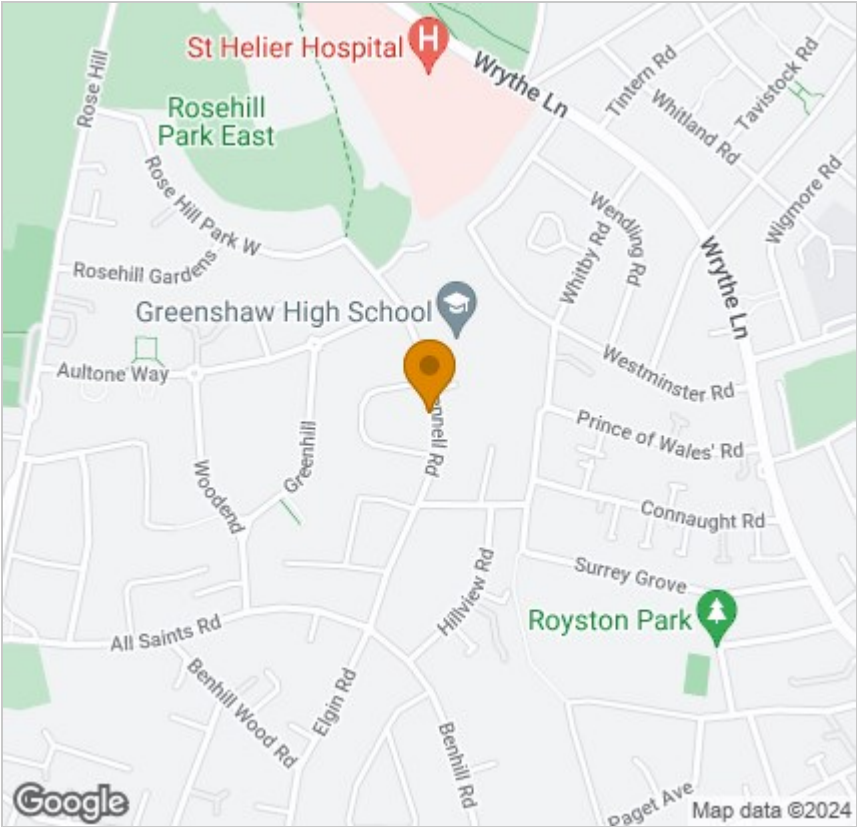 St Helier Hospital
H
Wrythe Ln
Tintern Rd
Tavistock Rd
Whitland Rd
Rose Hill
Rosehill
Park East
Rose Hill Park W
Wigmore Rd
Wendling Rd
Whitby Rd
Wrythe Ln
Rosehill Gardens
Greenshaw High School
Westminster Rd
Aultone Way
ennell Rd
Prince of Wales' Rd
Greenhill
Woodend
Connaught Rd
Surrey Grove
Hillview Rd
Royston Park
All Saints Rd
Benhill Wood Rd
Elgin Rd
Benhill Rd
Paget Ave
Google
Map data ©2024